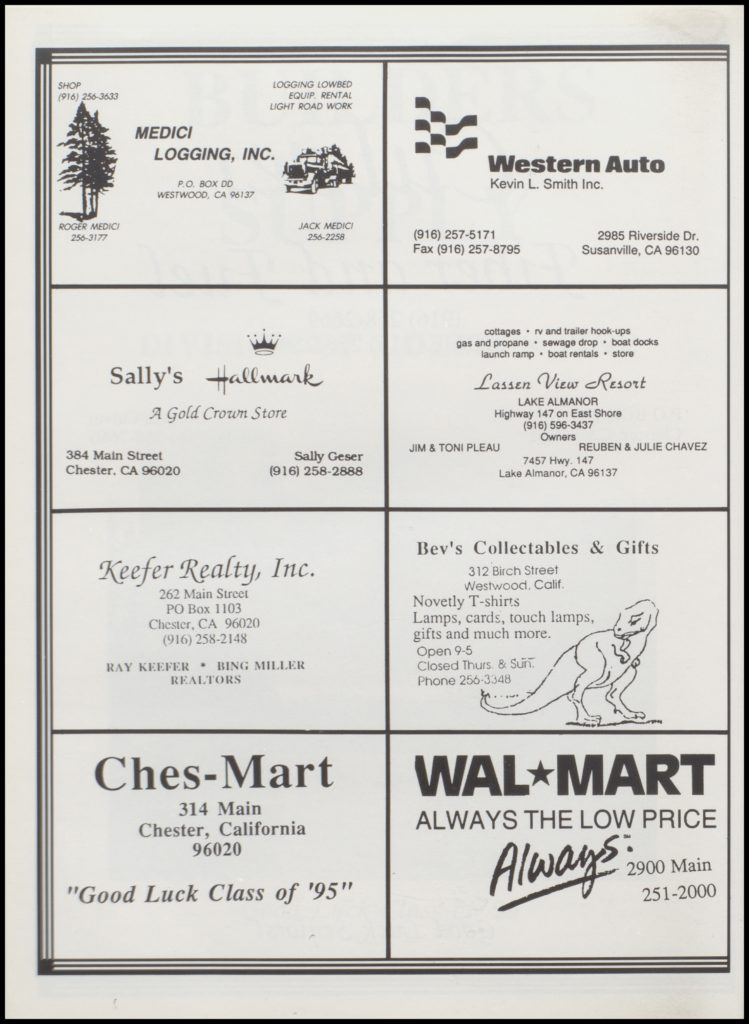 SHOP
(916) 256-3633
LOGGING LOWBED
EQUIP. RENTAL
LIGHT ROAD WORK
MEDICI
LOGGING, INC.
P.O. BOX DD
WESTWOOD, CA 96137
ROGER MEDICI
256-3177
JACK MEDICI
256-2258
Western Auto
Kevin L. Smith Inc.
(916) 257-5171
Fax (916) 257-8795
2985 Riverside Dr.
Susanville, CA 96130
Sally's Hallmark
A Gold Crown Store
384 Main Street
Chester, CA 96020
Sally Geser
(916) 258-2888
cottages • rv and trailer hook-ups
gas and propane • sewage drop • boat docks
launch ramp • boat rentals • store
Lassen View Resort
LAKE ALMANOR
Highway 147 on East Shore
(916) 596-3437
Owners
JIM & TONI PLEAU REUBEN & JULIE CHAVEZ
7457 Hwy. 147
Lake Almanor, CA 96137
Keefer Realty, Inc.
262 Main Street
PO Box 1103
Chester, CA 96020
(916) 258-2148
RAY KEEFER * BING MILLER
REALTORS
Bev's Collectables & Gifts
312 Birch Street
Westwood, Calif.
Novetly T-shirts
Lamps, cards, touch lamps,
gifts and much more.
Open 9-5
Closed Thurs. & Sun.
Phone 256-3348
Ches-Mart
314 Main
Chester, California
96020
"Good Luck Class of '95"
WAL★MART
ALWAYS THE LOW PRICE
Always.™
2900 Main
251-2000